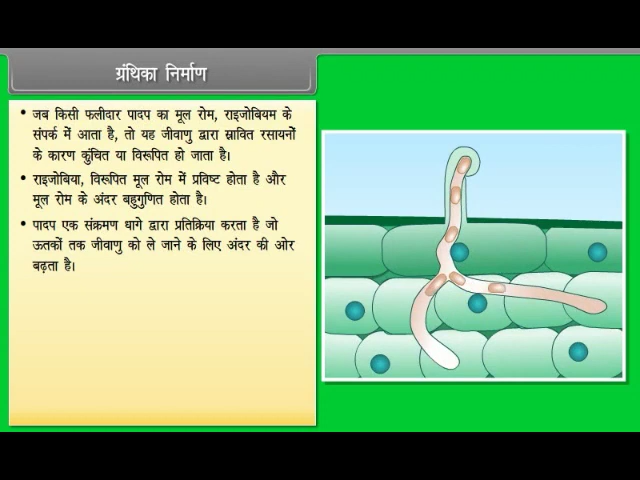 ग्रंथिका निर्माण
• जब किसी फलीदार पादप का मूल रोम, राइजोबियम के
संपर्क में आता है, तो यह जीवाणु द्वारा स्रावित रसायनों
के कारण कुंचित या विरूपित हो जाता है।
• राइजोबिया, विरूपित मूल रोम में प्रविष्ट होता है और
मूल रोम के अंदर बहुगुणित होता है।
• पादप एक संक्रमण धागे द्वारा प्रतिक्रिया करता है जो
ऊतकों तक जीवाणु को ले जाने के लिए अंदर की ओर
बढ़ता है।